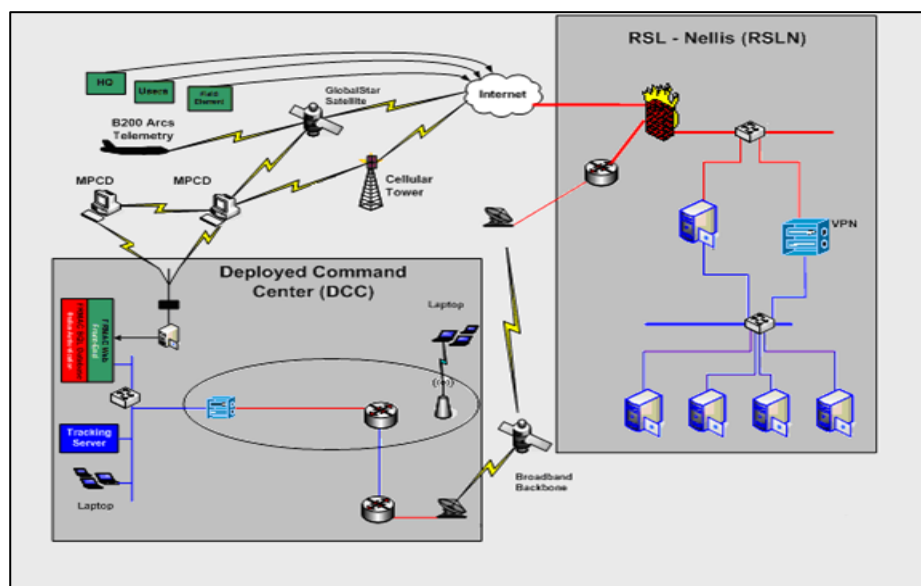 RSL - Nellis (RSLN)
HQ
Users
Field
Element
GlobalStar
Satellite
Internet
B200 Arcs
Telemetry
MPCD
MPCD
Cellular
Tower
VPN
Deployed Command
Center (DCC)
Laptop
Tracking
Server
Laptop
Broadband
Backbone